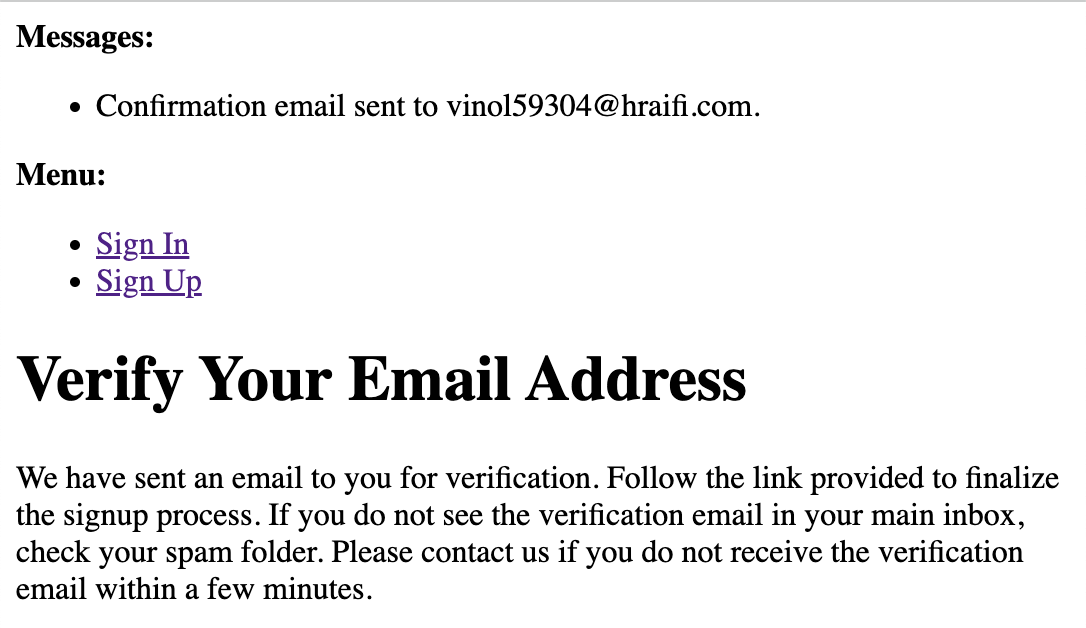 Messages:
Confirmation email sent to vinol59304@hraifi.com.
Menu:
Sign In
Sign Up
Verify Your Email Address
We have sent an email to you for verification. Follow the link provided to finalize
the signup process. If you do not see the verification email in your main inbox,
check your spam folder. Please contact us if you do not receive the verification
email within a few minutes.